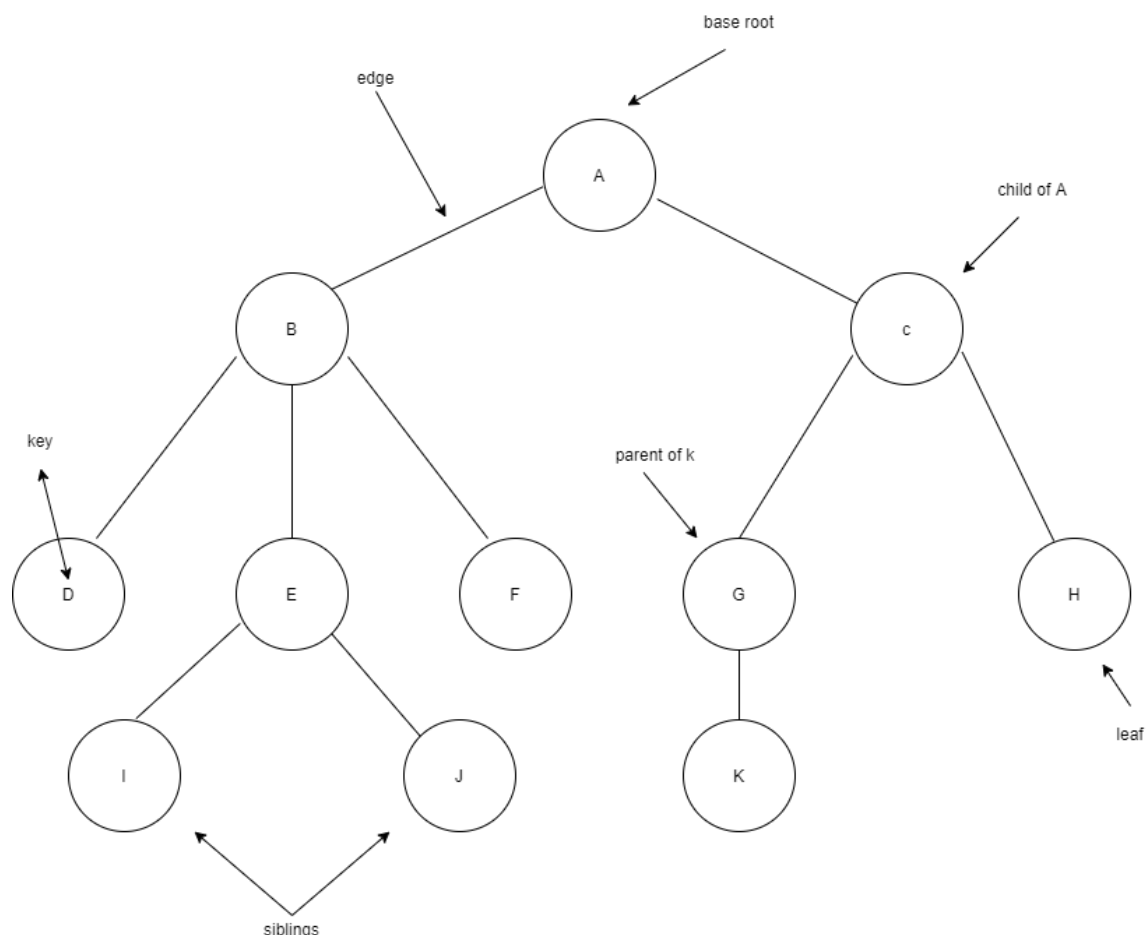 base root
edge
A
child of A
B
c
key
parent of k
D
E
F
G
H
I
J
K
leaf
siblings